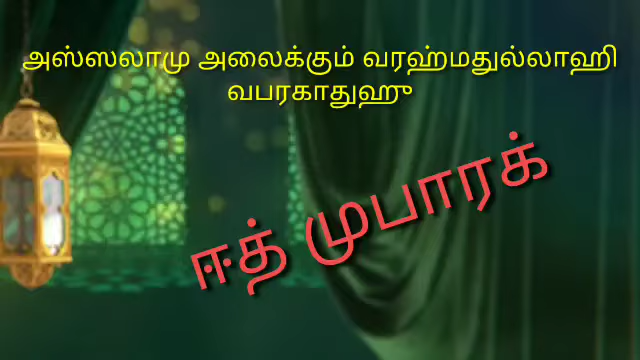 அஸ்ஸலாமு அலைக்கும் வரஹ்மதுல்லாஹி
வபரகாதுஹு
ஈத் முபாரக்